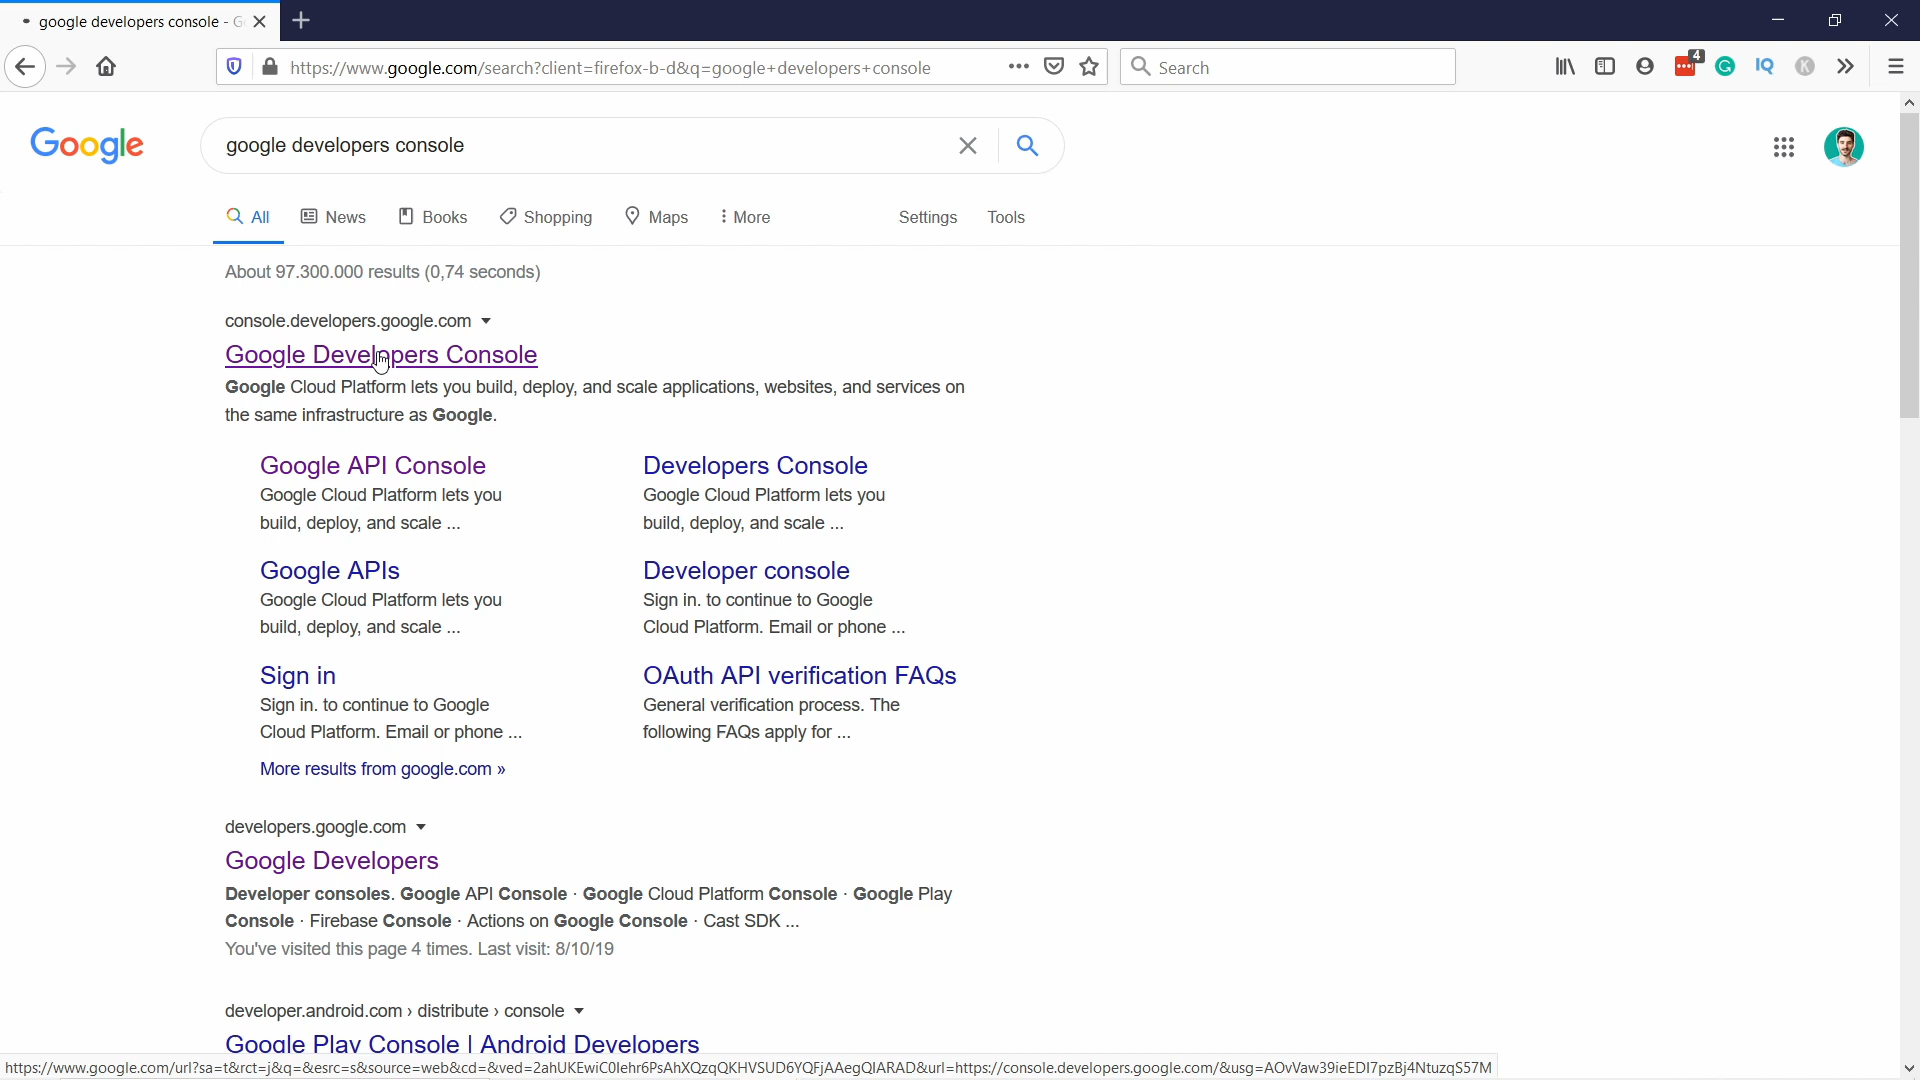 google developers console - G
https://www.google.com/search?client=firefox-b-d&q=google+developers+console
Search
4
IQ
K
Google
google developers console
All
News
Books
Shopping
Maps
More
Settings
Tools
About 97.300.000 results (0,74 seconds)
console.developers.google.com
Google Developers Console
Google Cloud Platform lets you build, deploy, and scale applications, websites, and services on
the same infrastructure as Google.
Google API Console
Google Cloud Platform lets you
build, deploy, and scale ...
Developers Console
Google Cloud Platform lets you
build, deploy, and scale ...
Google APIs
Google Cloud Platform lets you
build, deploy, and scale ...
Developer console
Sign in. to continue to Google
Cloud Platform. Email or phone ...
Sign in
Sign in. to continue to Google
Cloud Platform. Email or phone ...
OAuth API verification FAQs
General verification process. The
following FAQs apply for ...
More results from google.com »
developers.google.com
Google Developers
Developer consoles. Google API Console · Google Cloud Platform Console · Google Play
Console · Firebase Console · Actions on Google Console · Cast SDK ...
You've visited this page 4 times. Last visit: 8/10/19
developer.android.com › distribute › console
Google Play Console | Android Developers
https://www.google.com/url?sa=t&rct=j&q=&esrc=s&source=web&cd=&ved=2ahUKEwiC0Iehr6PsAhXQzqQKHVSUD6YQFjAAegQIARAD&url=https://console.developers.google.com/&usg=AOvVaw39ieEDI7pzBj4NtuzqS57M